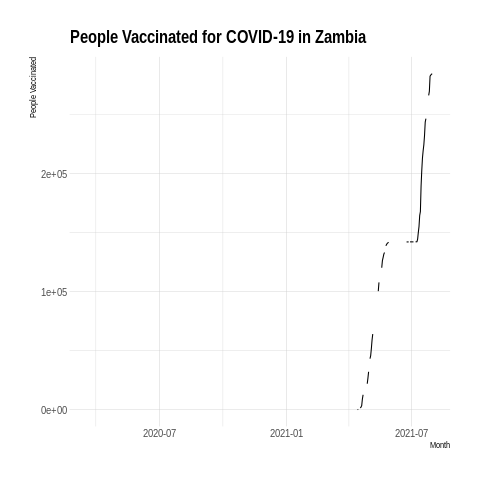 People Vaccinated for COVID-19 in Zambia
People Vaccinated
2e+05
1e+05
0e+00
2020-07
2021-01
2021-07
Month